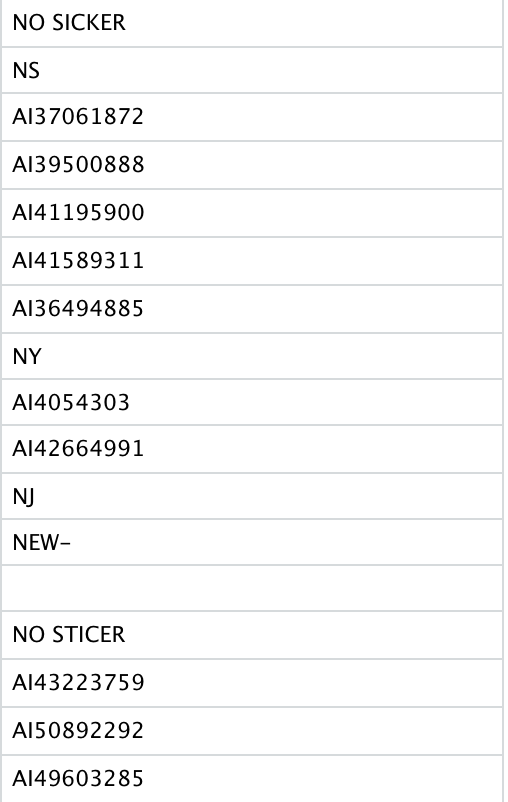 NO SICKER
NS
AI37061872
AI39500888
AI41195900
AI41589311
AI36494885
NY
AI4054303
AI42664991
NJ
NEW-
NO STICER
AI43223759
AI50892292
AI49603285